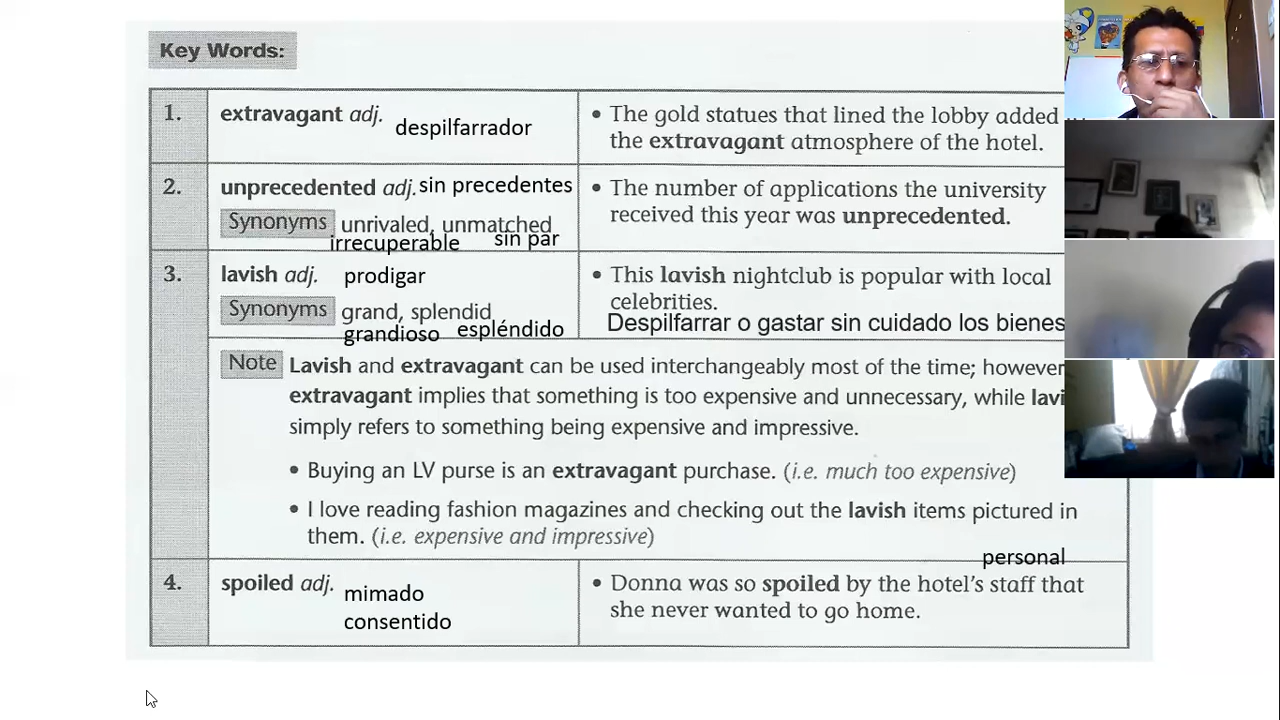 Key Words:
1. extravagant adj. despilfarrador
• The gold statues that lined the lobby added
the extravagant atmosphere of the hotel.
2. unprecedented adj. sin precedentes
Synonyms unrivaled, unmatched
irrecuperable sin par
• The number of applications the university
received this year was unprecedented.
3. lavish adj. prodigar
Synonyms grand, splendid
grandioso espléndido
• This lavish nightclub is popular with local
celebrities.
Despilfarrar o gastar sin cuidado los bienes
Note Lavish and extravagant can be used interchangeably most of the time; however
extravagant implies that something is too expensive and unnecessary, while lavi
simply refers to something being expensive and impressive.
• Buying an LV purse is an extravagant purchase. (i.e. much too expensive)
• I love reading fashion magazines and checking out the lavish items pictured in
them. (i.e. expensive and impressive)
personal
4. spoiled adj. mimado
consentido
• Donna was so spoiled by the hotel's staff that
she never wanted to go home.